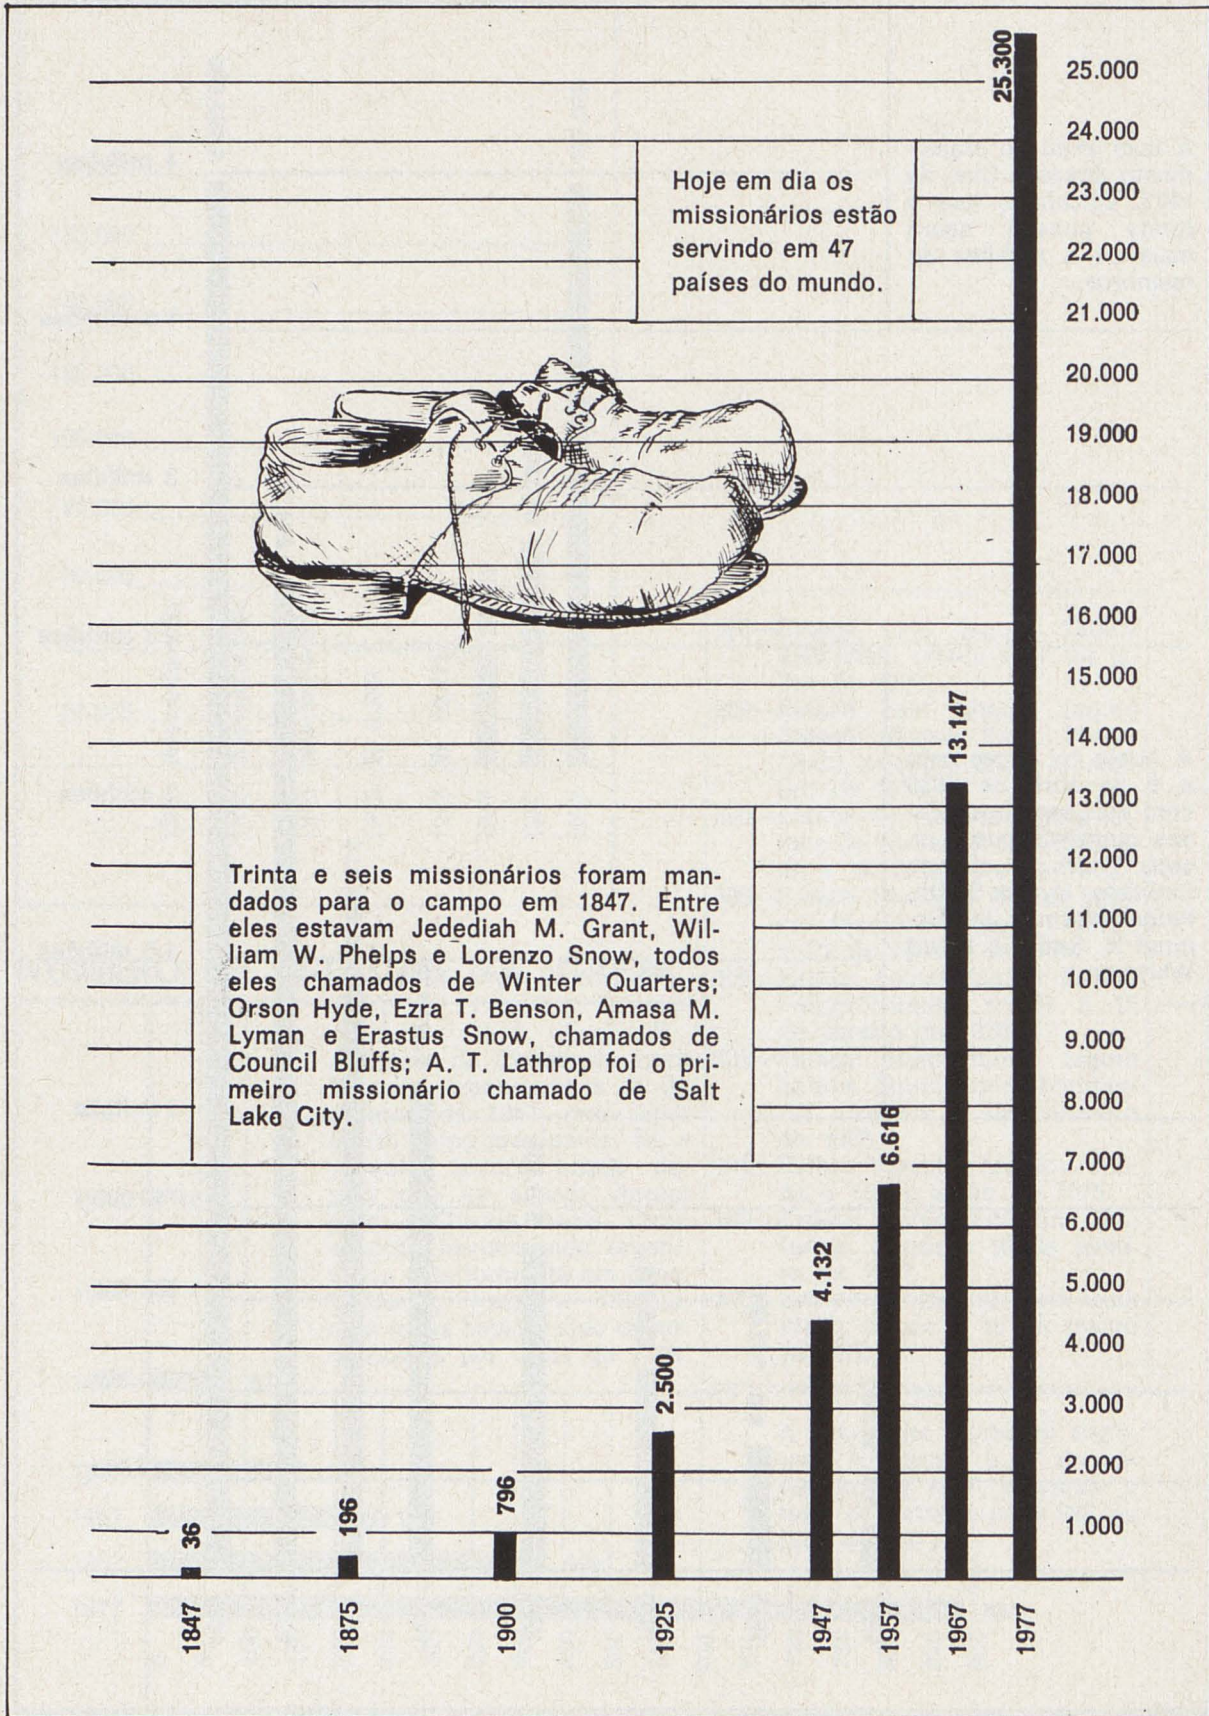 25.300
25.000
24.000
Hoje em dia os
missionários estão
servindo em 47
países do mundo.
23.000
22.000
21.000
20.000
19.000
18.000
17.000
16.000
15.000
13.147
14.000
13.000
12.000
11.000
10.000
9.000
8.000
7.000
6.000
5.000
4.000
3.000
2.000
1.000
Trinta e seis missionários foram man-
dados para o campo em 1847. Entre
eles estavam Jedediah M. Grant, Wil-
liam W. Phelps e Lorenzo Snow, todos
eles chamados de Winter Quarters;
Orson Hyde, Ezra T. Benson, Amasa M.
Lyman e Erastus Snow, chamados de
Council Bluffs; A. T. Lathrop foi o pri-
meiro missionário chamado de Salt
Lake City.
6.616
4.132
2.500
796
196
36
1847
1875
1900
1925
1947
1957
1967
1977